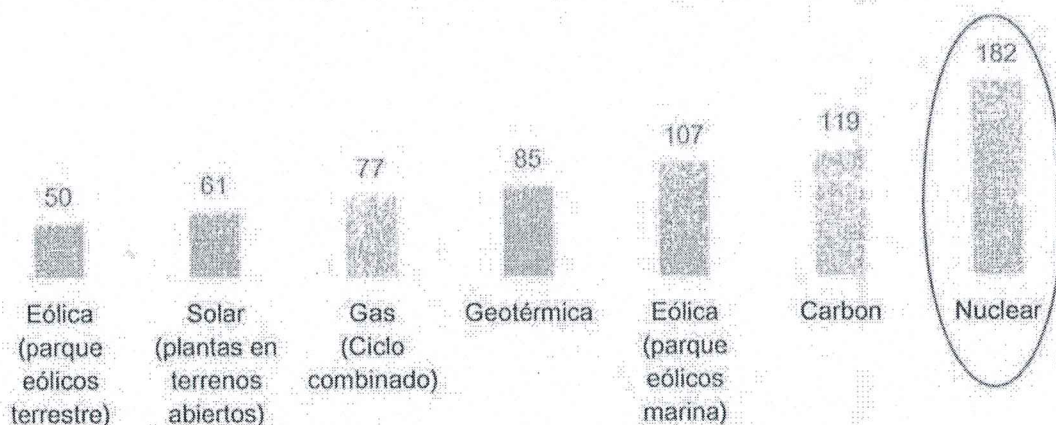 50
61
77
85
107
119
182
Eólica
(parque
eólicos
terrestre)
Solar
(plantas en
terrenos
abiertos)
Gas
(Ciclo
combinado)
Geotérmica
Eólica
(parque
eólicos
marina)
Carbon
Nuclear